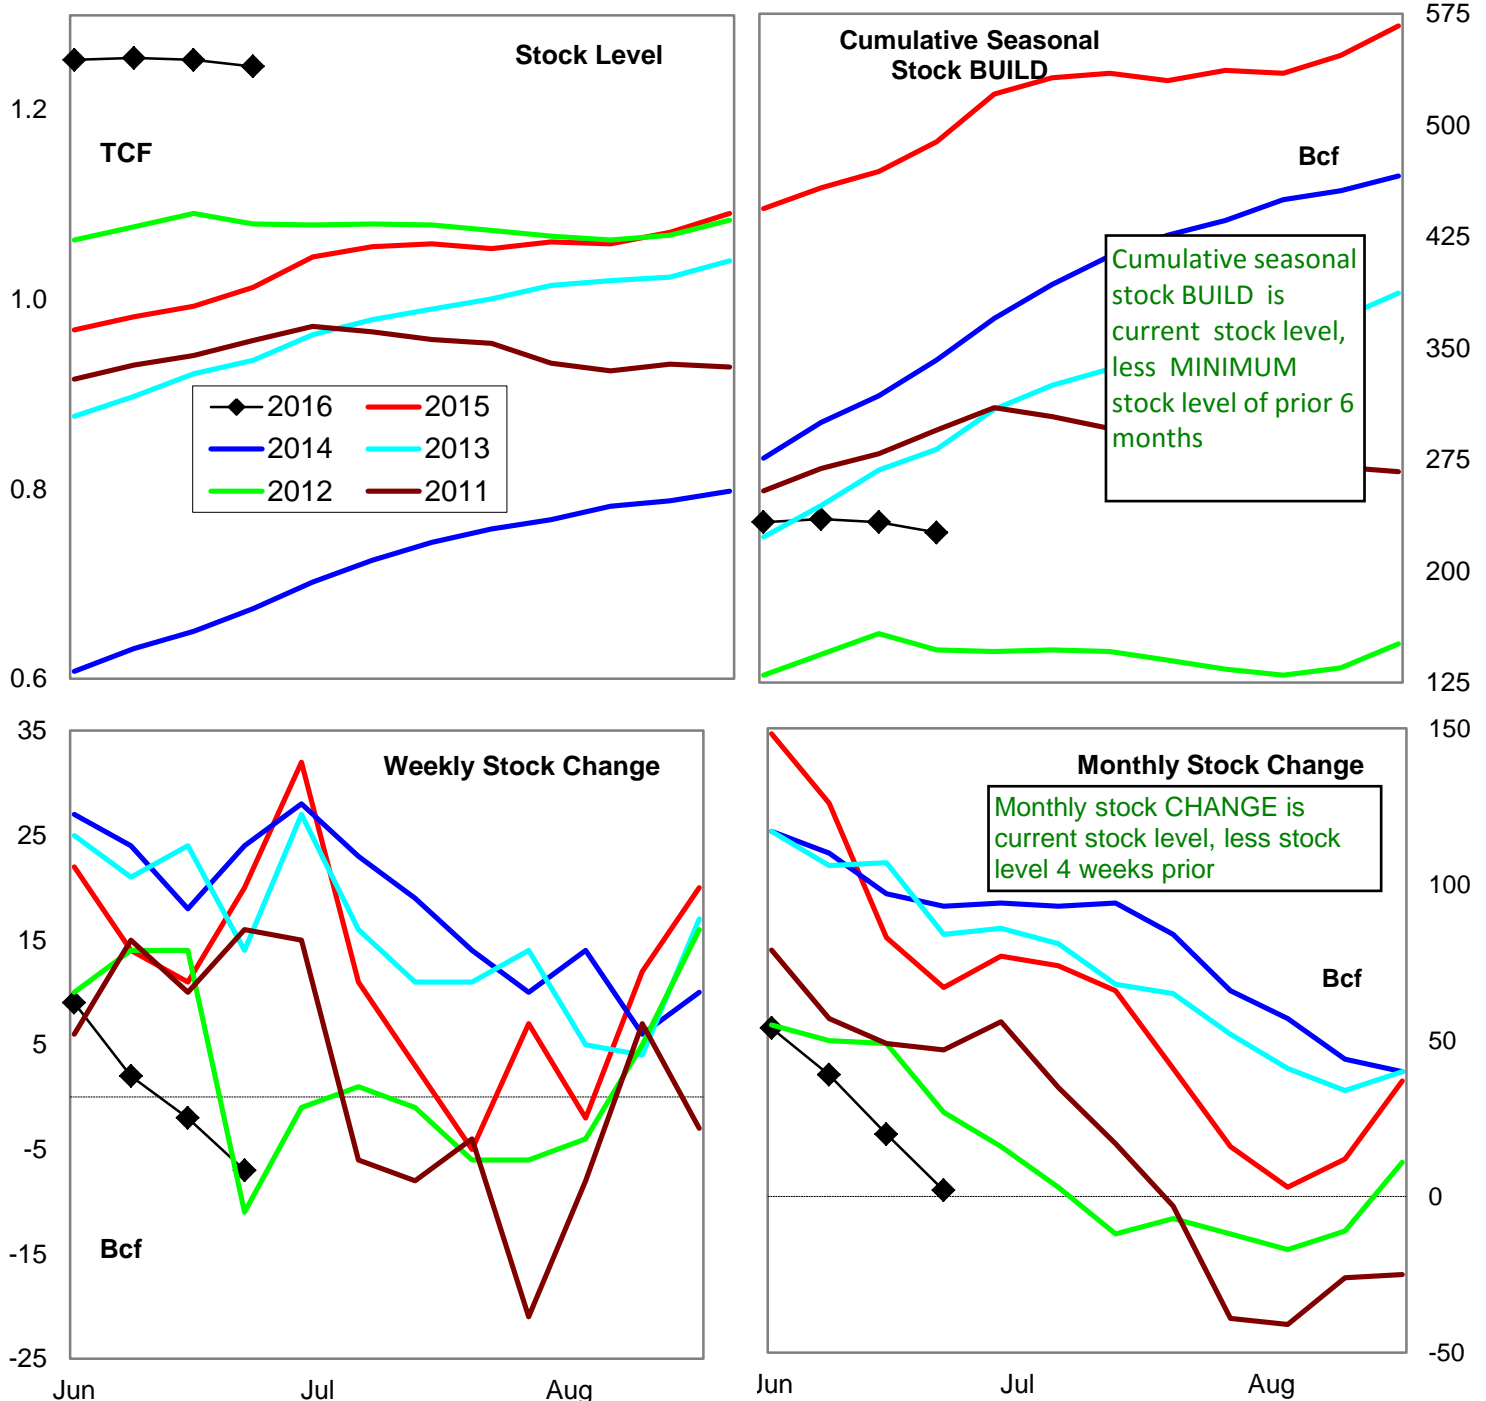 Stock Level
TCF
1.2
1.0
0.8
0.6
2016
2015
2014
2013
2012
2011
Cumulative Seasonal
Stock BUILD
Bcf
575
500
425
350
275
200
125
Cumulative seasonal
stock BUILD is
current stock level,
less MINIMUM
stock level of prior 6
months
Weekly Stock Change
Bcf
35
25
15
5
-5
-15
-25
Jun
Jul
Aug
Monthly Stock Change
Monthly stock CHANGE is
current stock level, less stock
level 4 weeks prior
Bcf
150
100
50
0
-50
Jun
Jul
Aug